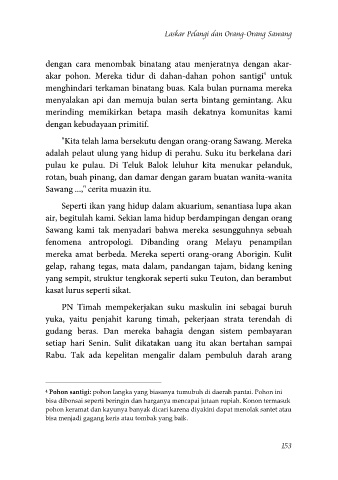 Laskar Pelangi dan Orang-Orang Sawang
dengan cara menombak binatang atau menjeratnya dengan akar-
akar pohon. Mereka tidur di dahan-dahan pohon santigi⁴ untuk
menghindari terkaman binatang buas. Kala bulan purnama mereka
menyalakan api dan memuja bulan serta bintang gemintang. Aku
merinding memikirkan betapa masih dekatnya komunitas kami
dengan kebudayaan primitif.
"Kita telah lama bersekutu dengan orang-orang Sawang. Mereka
adalah pelaut ulung yang hidup di perahu. Suku itu berkelana dari
pulau ke pulau. Di Teluk Balok leluhur kita menukar pelanduk,
rotan, buah pinang, dan damar dengan garam buatan wanita-wanita
Sawang ...," cerita muazin itu.
Seperti ikan yang hidup dalam akuarium, senantiasa lupa akan
air, begitulah kami. Sekian lama hidup berdampingan dengan orang
Sawang kami tak menyadari bahwa mereka sesungguhnya sebuah
fenomena antropologi. Dibanding orang Melayu penampilan
mereka amat berbeda. Mereka seperti orang-orang Aborigin. Kulit
gelap, rahang tegas, mata dalam, pandangan tajam, bidang kening
yang sempit, struktur tengkorak seperti suku Teuton, dan berambut
kasat lurus seperti sikat.
PN Timah mempekerjakan suku maskulin ini sebagai buruh
yuka, yaitu penjahit karung timah, pekerjaan strata terendah di
gudang beras. Dan mereka bahagia dengan sistem pembayaran
setiap hari Senin. Sulit dikatakan uang itu akan bertahan sampai
Rabu. Tak ada kepelitan mengalir dalam pembuluh darah arang
⁴ Pohon santigi: pohon langka yang biasanya tumubuh di daerah pantai. Pohon ini
bisa dibonsai seperti beringin dan harganya mencapai jutaan rupiah. Konon termasuk
pohon keramat dan kayunya banyak dicari karena diyakini dapat menolak santet atau
bisa menjadi gagang keris atau tombak yang baik.
153